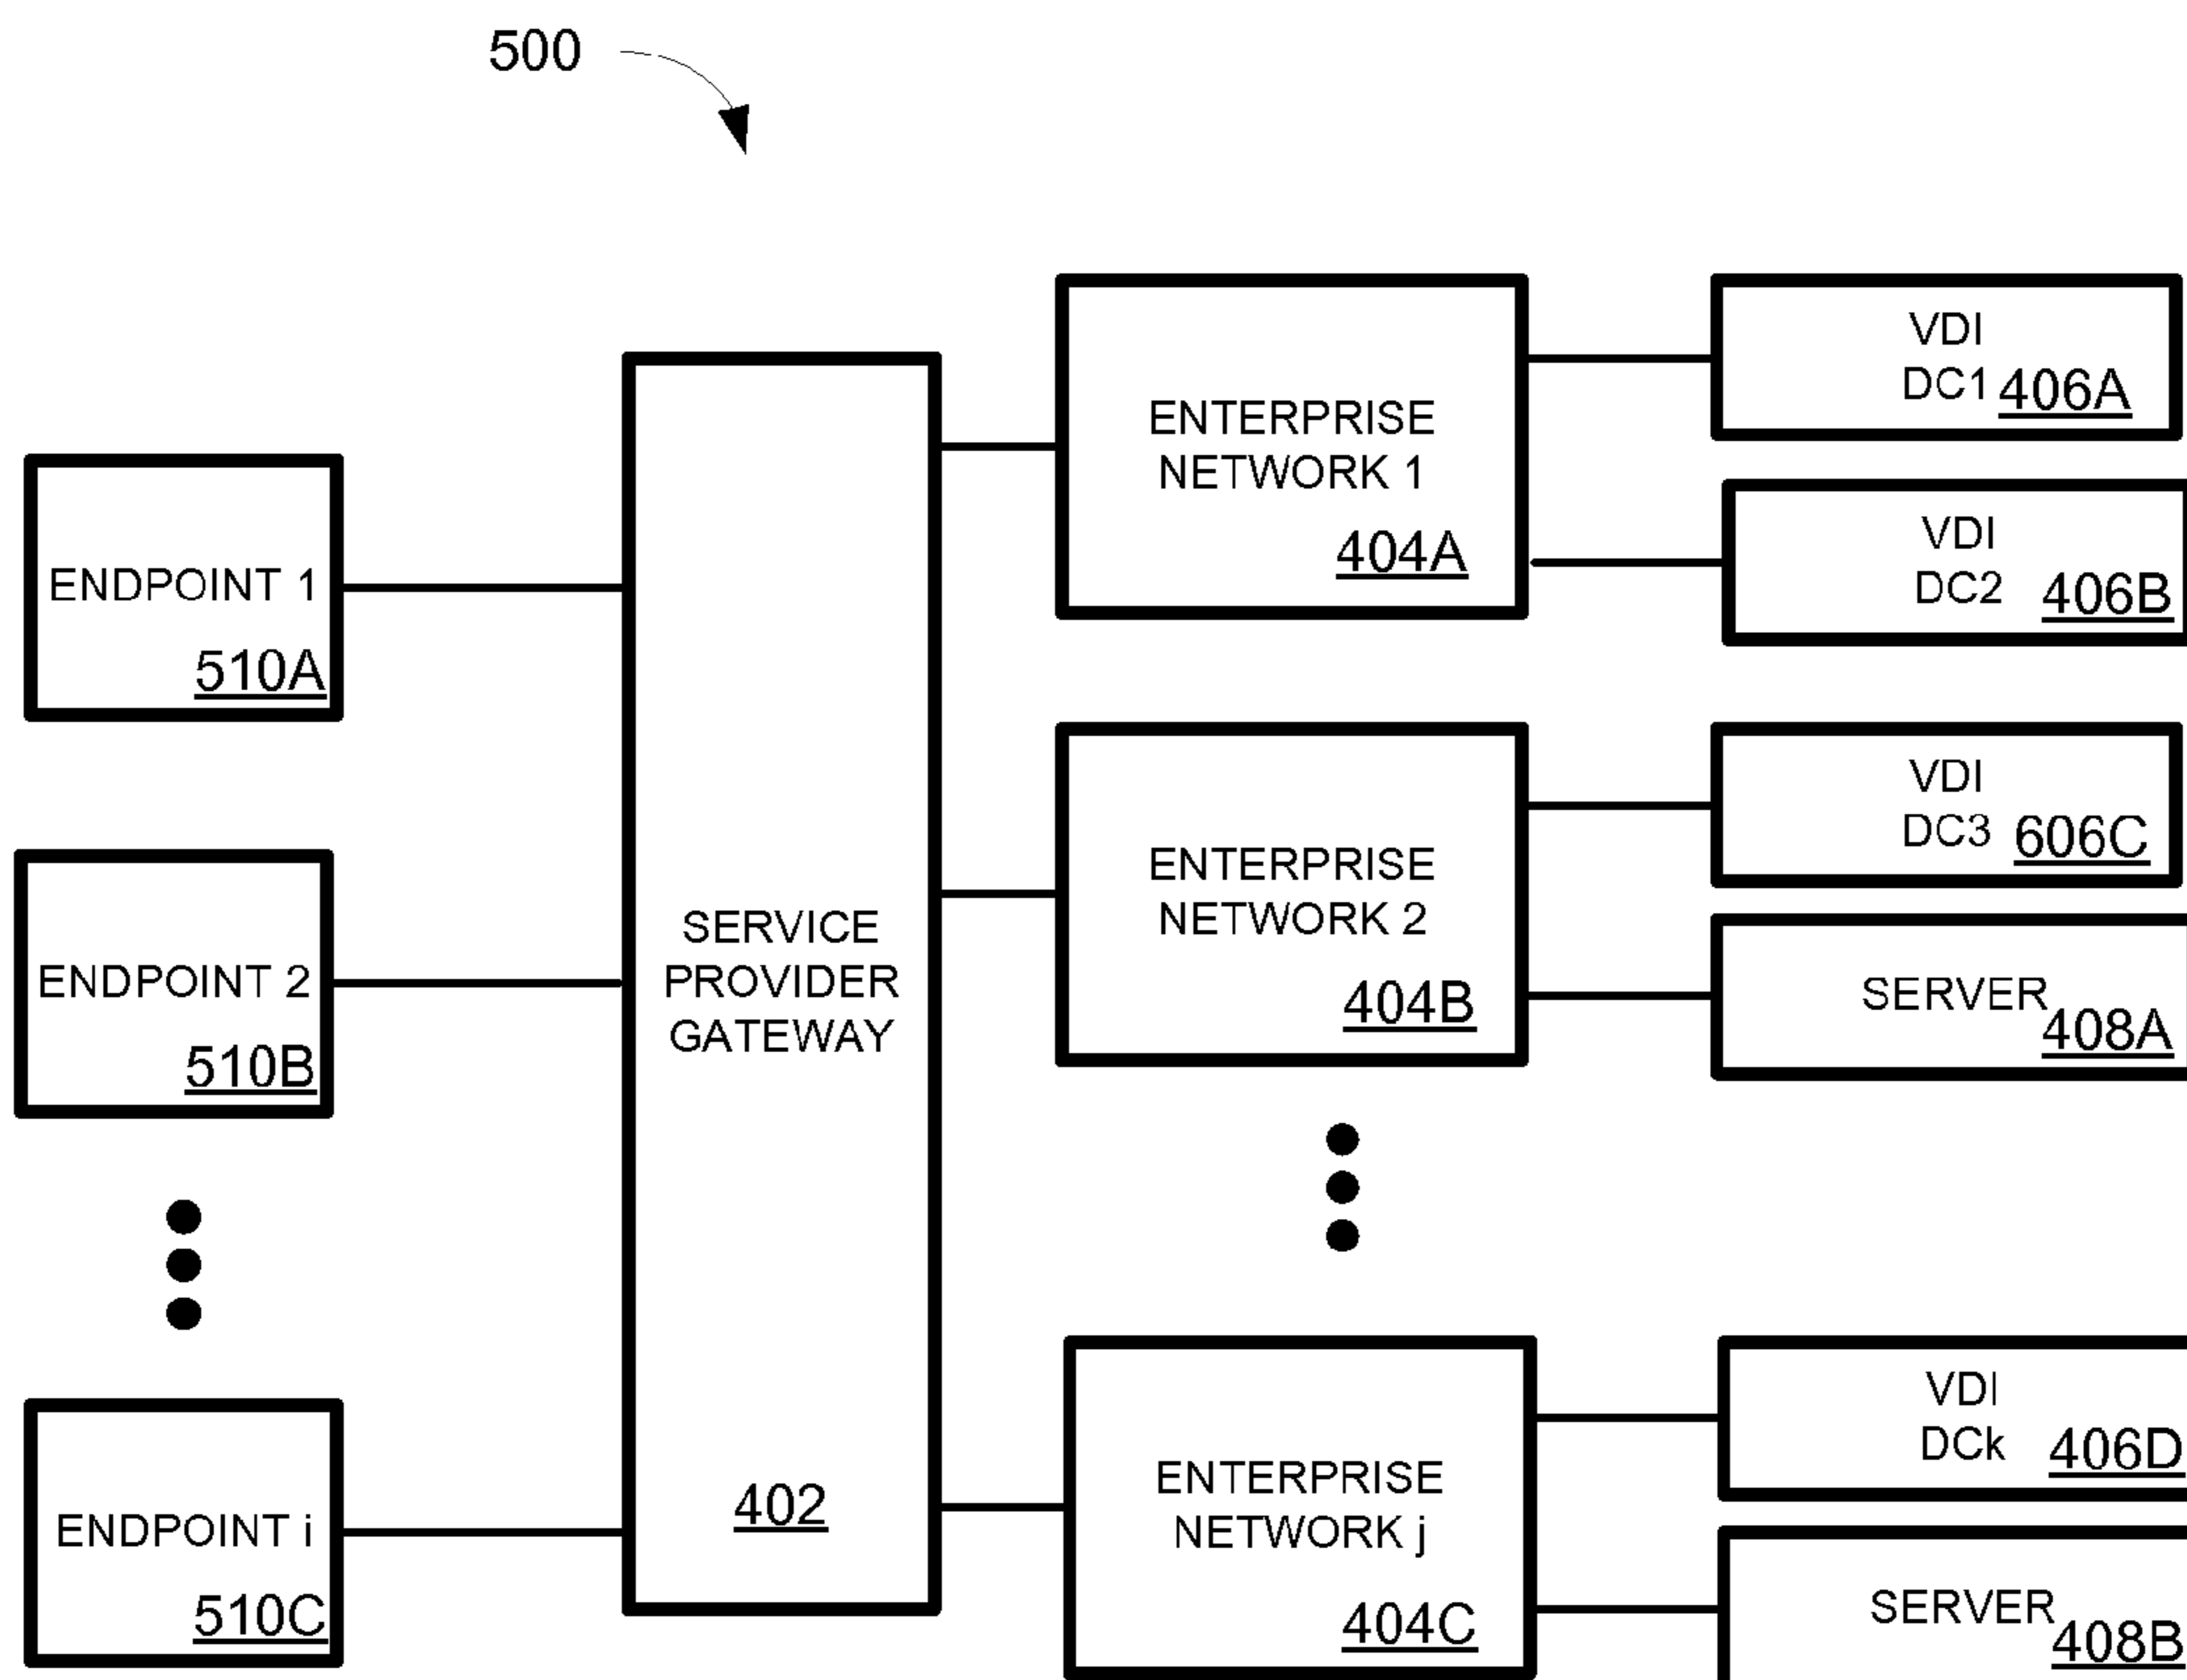 500
ENDPOINT 1
510A
ENDPOINT 2
510B
ENDPOINT i
510C
SERVICE
PROVIDER
GATEWAY
402
ENTERPRISE
NETWORK 1
404A
ENTERPRISE
NETWORK 2
404B
ENTERPRISE
NETWORK j
404C
VDI
DC1 406A
VDI
DC2 406B
VDI
DC3 606C
SERVER
408A
VDI
DCk 406D
SERVER
408B